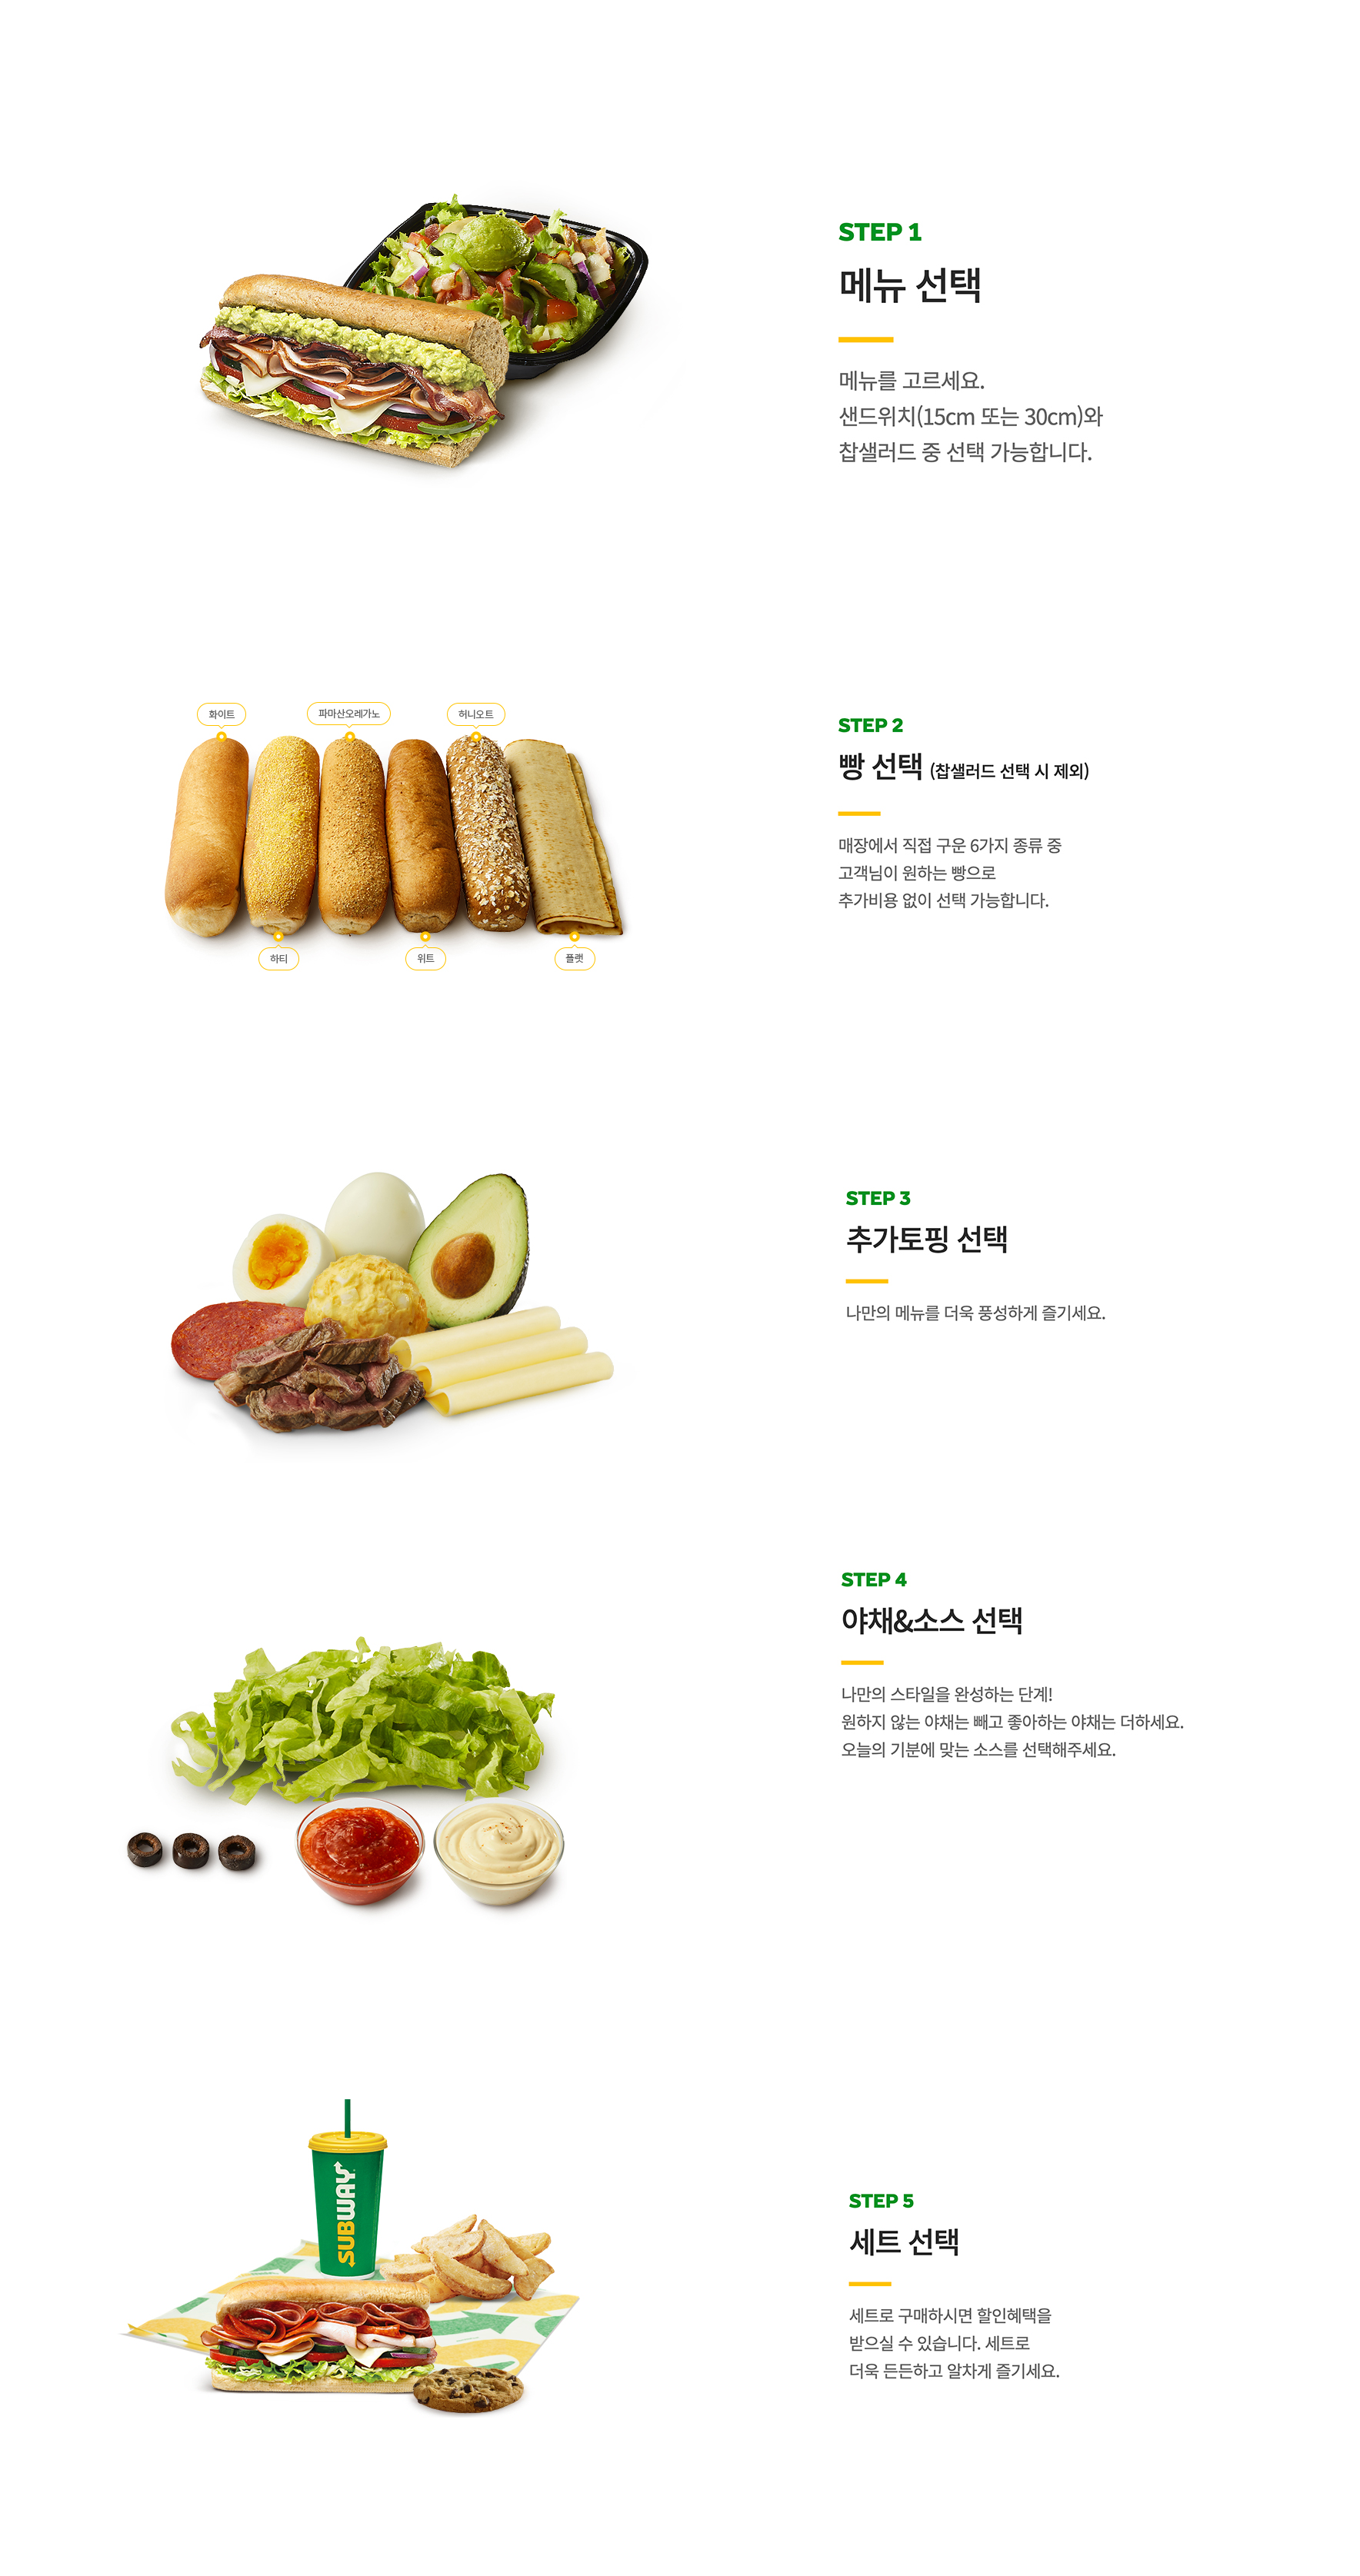 STEP 1
메뉴 선택
메뉴를 고르세요.
샌드위치(15cm 또는 30cm)와
찹샐러드 중 선택 가능합니다.
화이트
파마산오레가노
허니오트
하티
위트
플랫
STEP 2
빵 선택 (찹샐러드 선택 시 제외)
매장에서 직접 구운 6가지 종류 중
고객님이 원하는 빵으로
추가비용 없이 선택 가능합니다.
STEP 3
추가토핑 선택
나만의 메뉴를 더욱 풍성하게 즐기세요.
STEP 4
야채&소스 선택
나만의 스타일을 완성하는 단계!
원하지 않는 야채는 빼고 좋아하는 야채는 더하세요.
오늘의 기분에 맞는 소스를 선택해주세요.
SUBWAY
STEP 5
세트 선택
세트로 구매하시면 할인혜택을
받으실 수 있습니다. 세트로
더욱 든든하고 알차게 즐기세요.